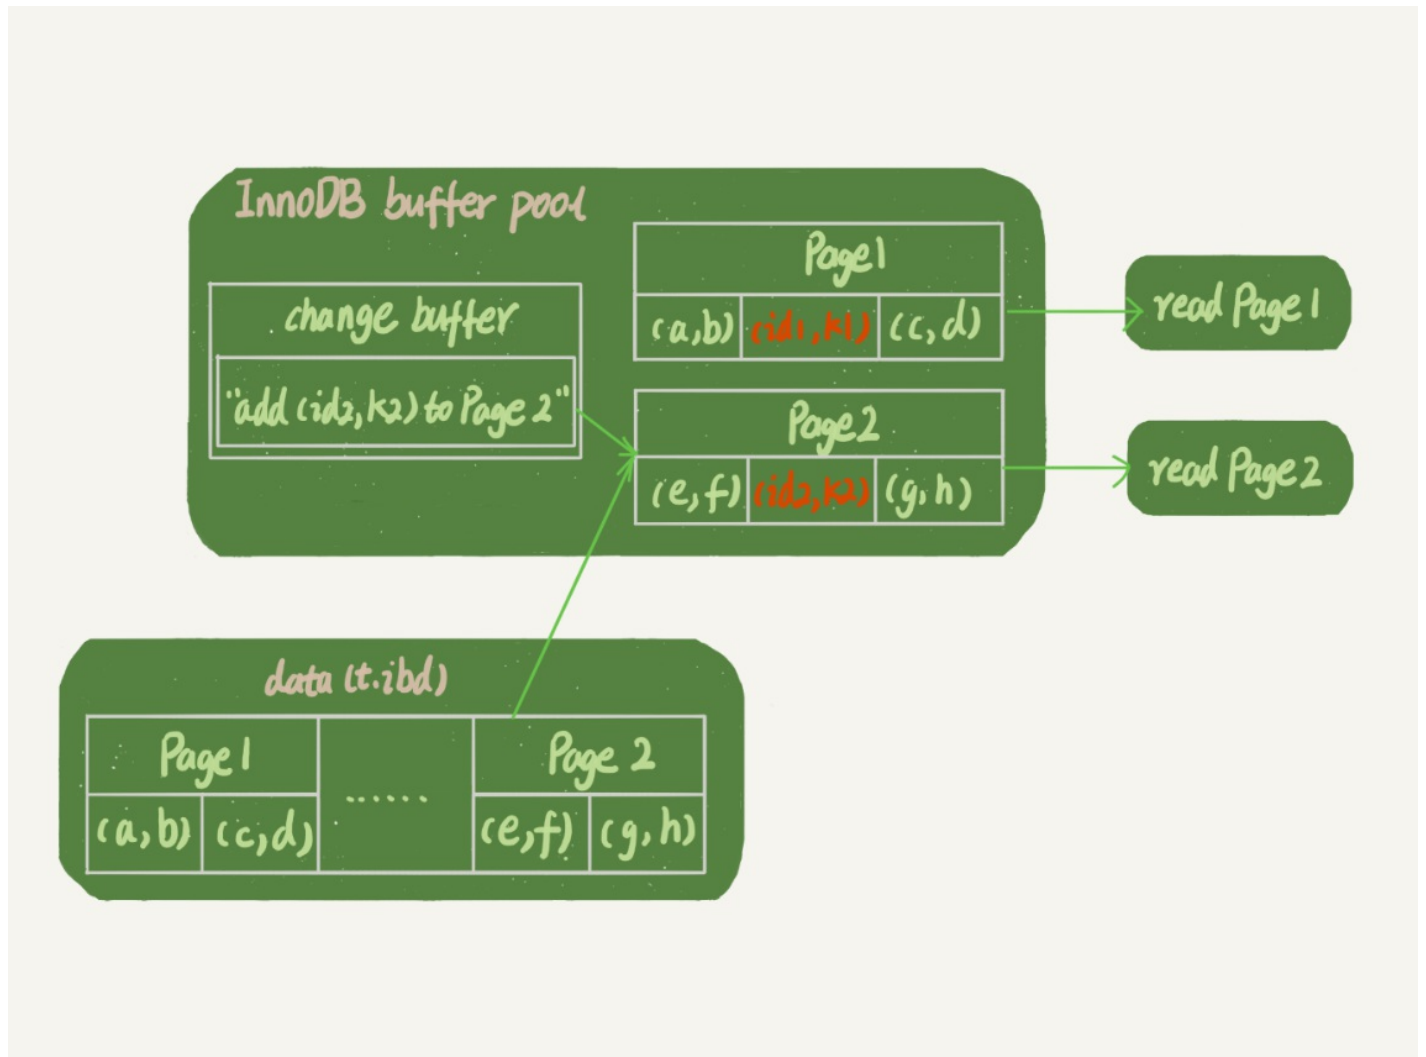 InnoDB buffer pool
change buffer
"add (id2,k2) to Page 2"
Page1
(a,b) (id1,k1) (c,d)
Page2
(e,f) (id2,k2) (g,h)
read Page1
read Page2
data (t.ibd)
Page1 ...... Page 2
(a,b) (c,d) (e,f) (g,h)